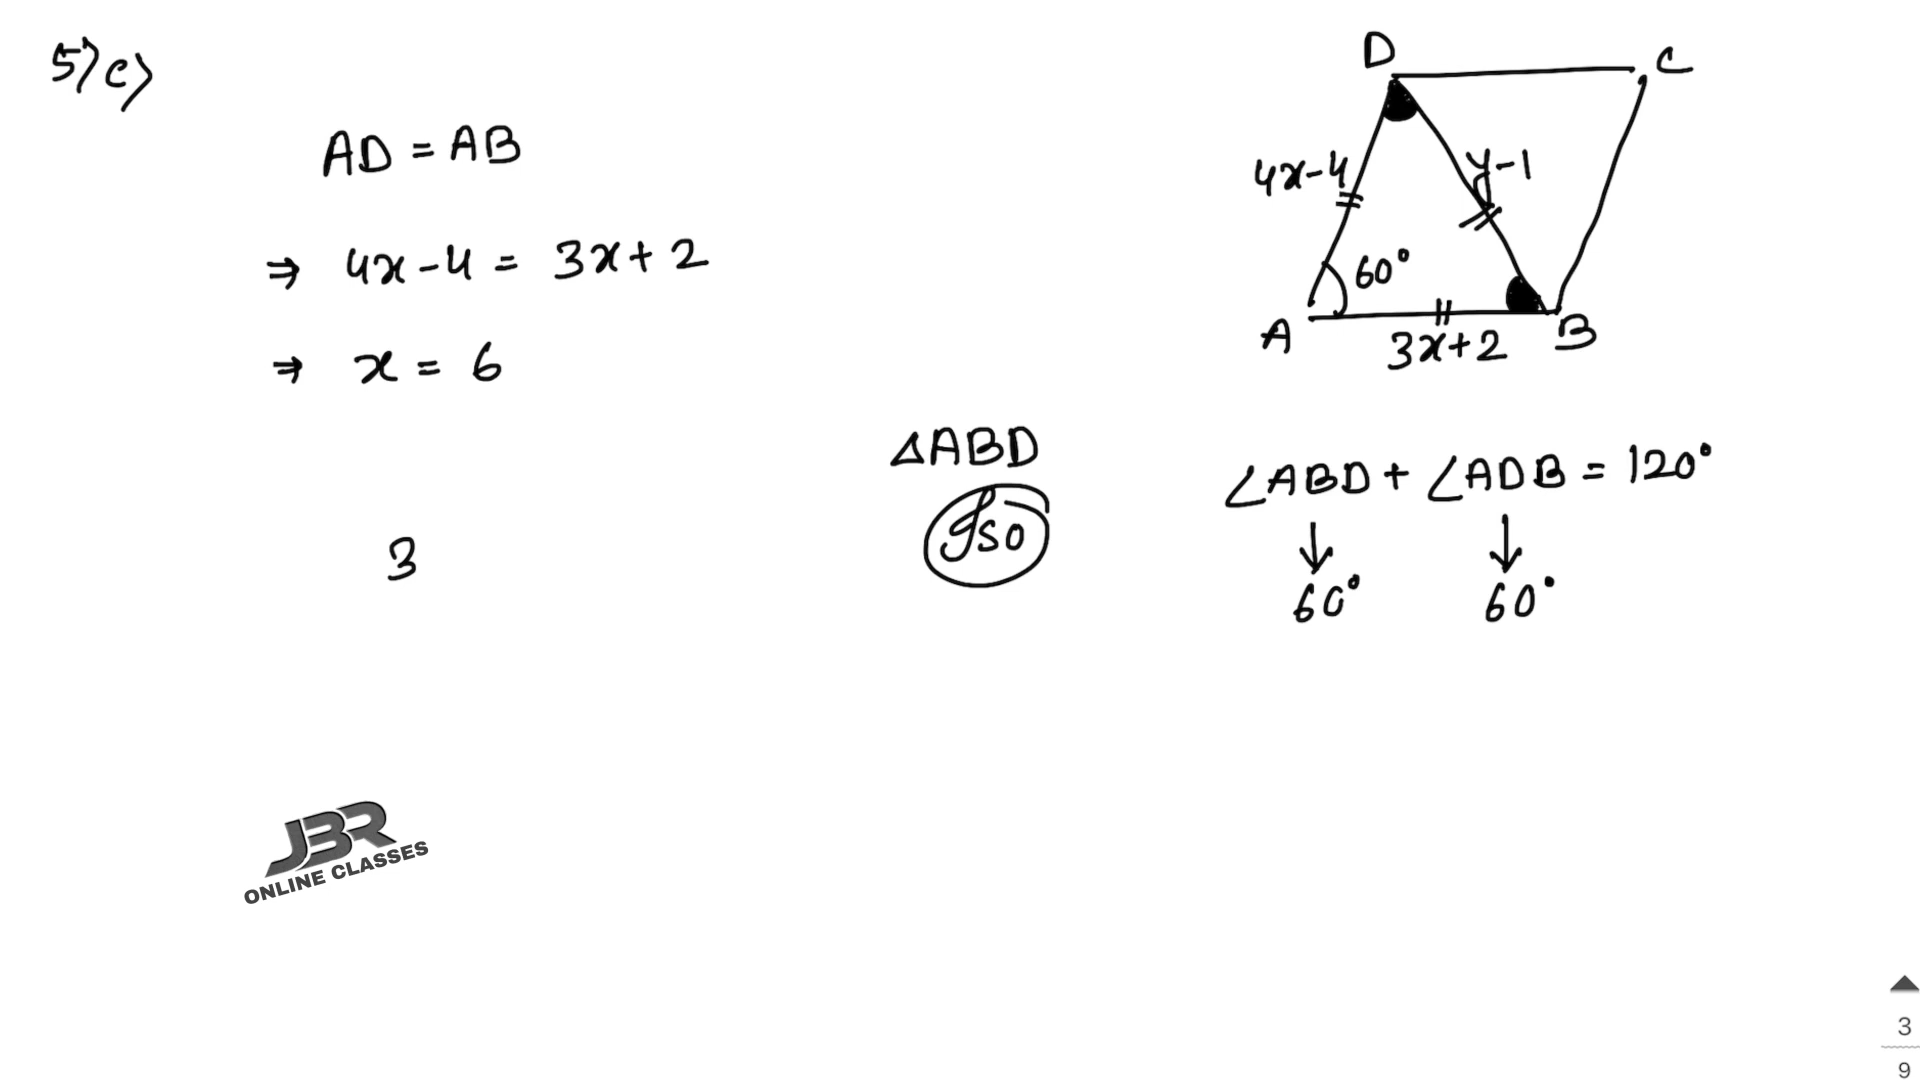 5) c)
AD = AB
⇒ 4x-4 = 3x+2
⇒ x = 6
3
D
C
4x-4
y-1
60°
A
B
3x+2
△ABD
Iso
∠ABD + ∠ADB = 120°
↓ ↓
60° 60°
JBR
ONLINE CLASSES
3
9